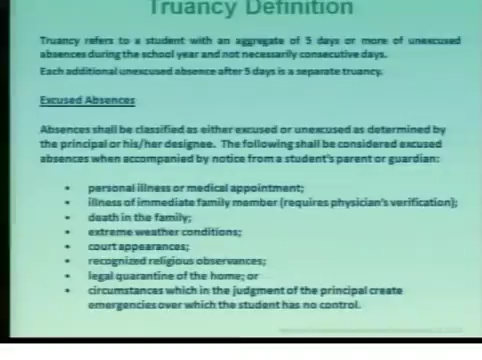 Truancy Definition
Truancy refers to a student with an aggregate of 5 days or more of unexcused
absences during the school year and not necessarily consecutive days.
Each additional unexcused absence after 5 days is a separate truancy.
Excused Absences
Absences shall be classified as either excused or unexcused as determined by
the principal or his/her designee. The following shall be considered excused
absences when accompanied by notice from a student's parent or guardian:
• personal illness or medical appointment;
• illness of immediate family member (requires physician's verification);
• death in the family;
• extreme weather conditions;
• court appearances;
• recognized religious observances;
• legal quarantine of the home; or
• circumstances which in the judgment of the principal create
emergencies over which the student has no control.